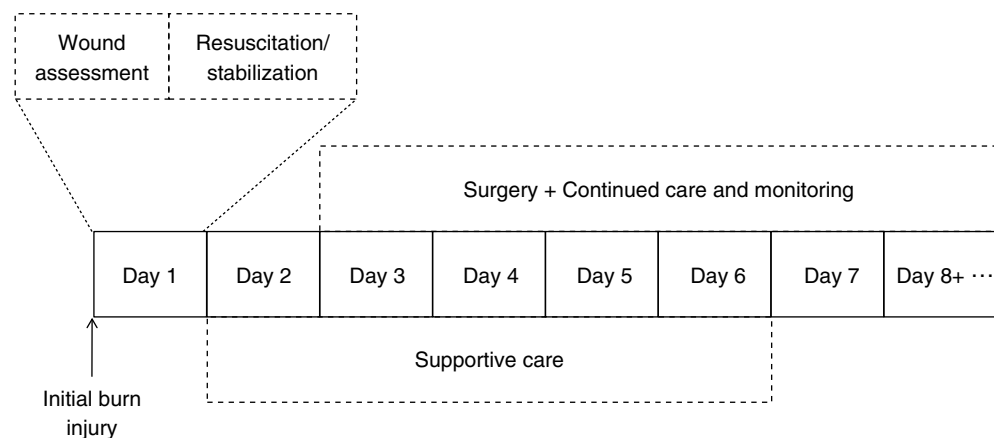 Wound
assessment
Resuscitation/
stabilization
Surgery + Continued care and monitoring
Day 1
Day 2
Day 3
Day 4
Day 5
Day 6
Day 7
Day 8+ ⋯
Supportive care
Initial burn
injury